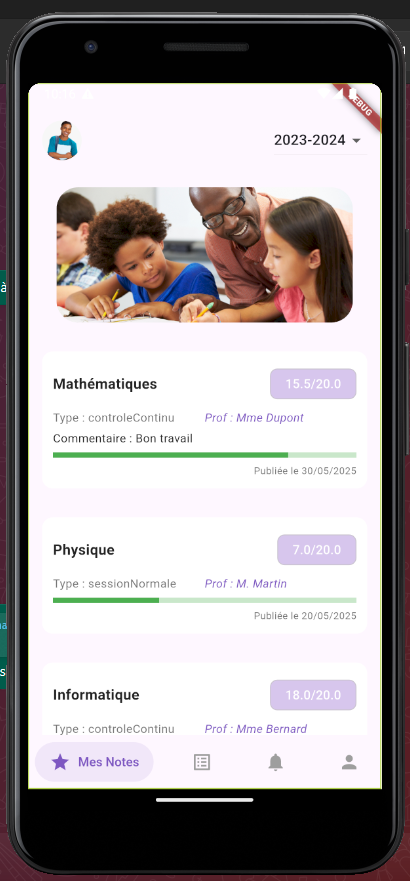 DEBUG
2023-2024
Mathématiques
15.5/20.0
Type : controleContinu Prof : Mme Dupont
Commentaire : Bon travail
Publiée le 30/05/2025
Physique
7.0/20.0
Type : sessionNormale Prof : M. Martin
Publiée le 20/05/2025
Informatique
18.0/20.0
Type : controleContinu Prof : Mme Bernard
Mes Notes